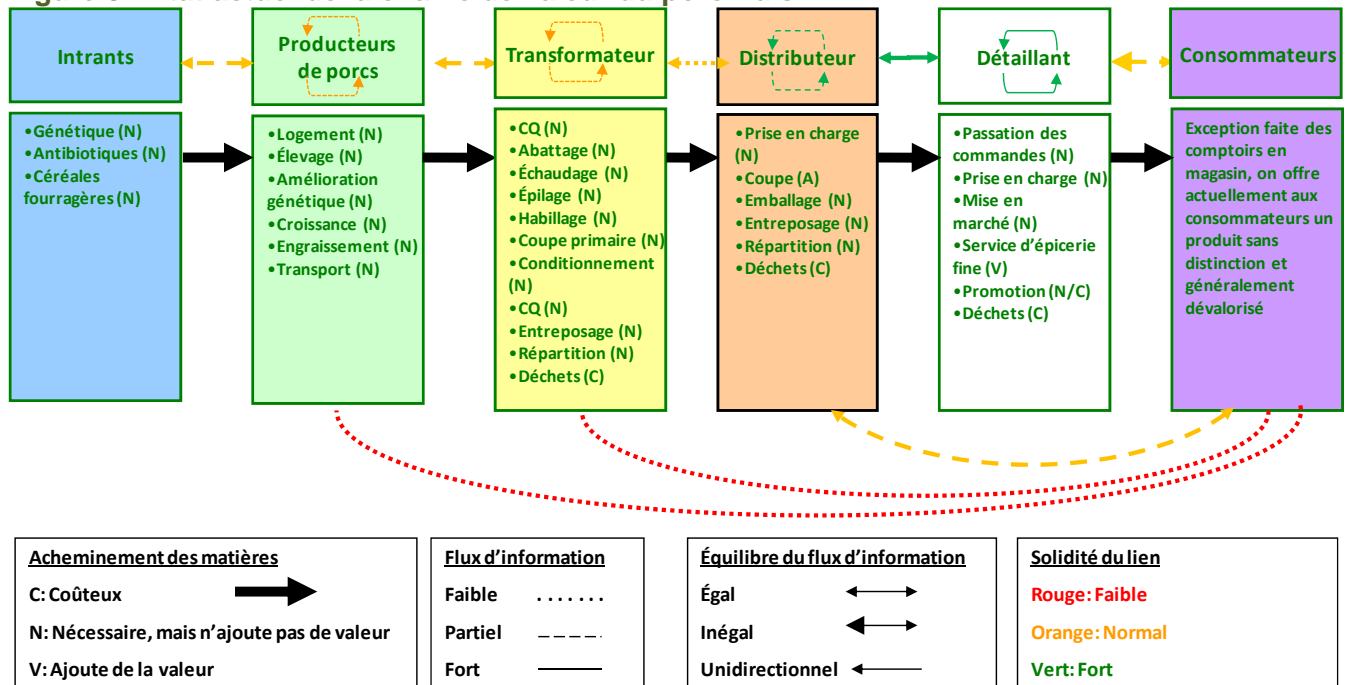 Intrants
Producteurs
de porcs
Transformateur
Distributeur
Détaillant
Consommateurs
•Génétique (N)
•Antibiotiques (N)
•Céréales
fourragères (N)
•Logement (N)
•Élevage (N)
•Amélioration
génétique (N)
•Croissance (N)
•Engraissement (N)
•Transport (N)
•CQ (N)
•Abattage (N)
•Échaudage (N)
•Épilage (N)
•Habillage (N)
•Coupe primaire (N)
•Conditionnement
(N)
•CQ (N)
•Entreposage (N)
•Répartition (N)
•Déchets (C)
•Prise en charge
(N)
•Coupe (A)
•Emballage (N)
•Entreposage (N)
•Répartition (N)
•Déchets (C)
•Passation des
commandes (N)
•Prise en charge (N)
•Mise en
marché (N)
•Service d'épicerie
fine (V)
•Promotion (N/C)
•Déchets (C)
Exception faite des
comptoirs en
magasin, on offre
actuellement aux
consommateurs un
produit sans
distinction et
généralement
dévalorisé
Acheminement des matières
C: Coûteux
N: Nécessaire, mais n'ajoute pas de valeur
V: Ajoute de la valeur
Flux d'information
Faible
Partiel
Fort
Équilibre du flux d'information
Égal
Inégal
Unidirectionnel
Solidité du lien
Rouge: Faible
Orange: Normal
Vert: Fort